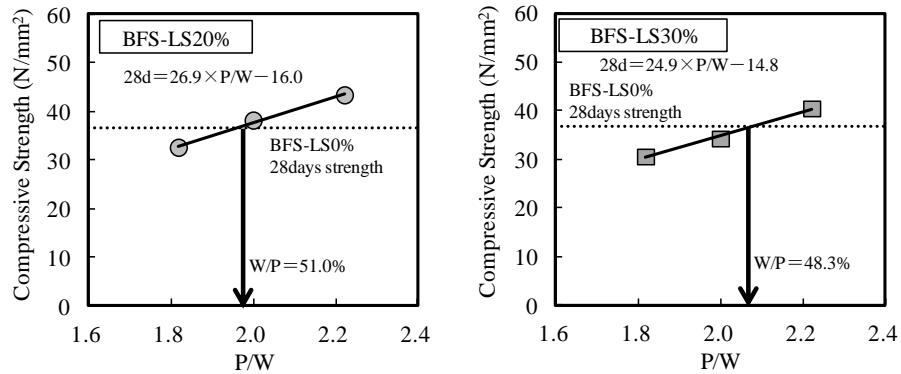 Compressive Strength (N/mm²)
60
50
40
30
20
10
0
BFS-LS20%
28d=26.9×P/W−16.0
BFS-LS0%
28days strength
W/P=51.0%
1.6
1.8
2.0
2.2
2.4
P/W
Compressive Strength (N/mm²)
60
50
40
30
20
10
0
BFS-LS30%
28d=24.9×P/W−14.8
BFS-LS0%
28days strength
W/P=48.3%
1.6
1.8
2.0
2.2
2.4
P/W